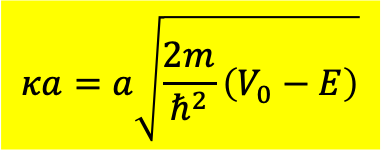 κa = a√(2m/ħ² (V₀ − E))